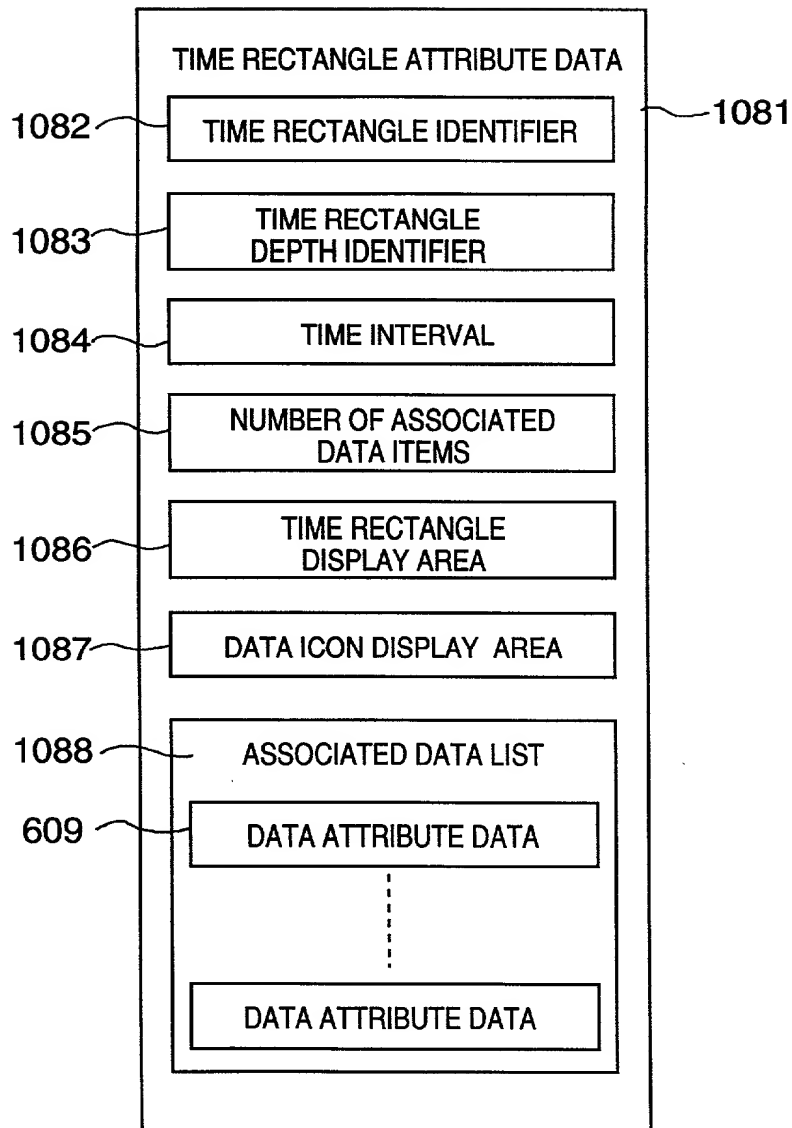 TIME RECTANGLE ATTRIBUTE DATA
1081
1082
TIME RECTANGLE IDENTIFIER
1083
TIME RECTANGLE
DEPTH IDENTIFIER
1084
TIME INTERVAL
1085
NUMBER OF ASSOCIATED
DATA ITEMS
1086
TIME RECTANGLE
DISPLAY AREA
1087
DATA ICON DISPLAY AREA
1088
ASSOCIATED DATA LIST
609
DATA ATTRIBUTE DATA
DATA ATTRIBUTE DATA